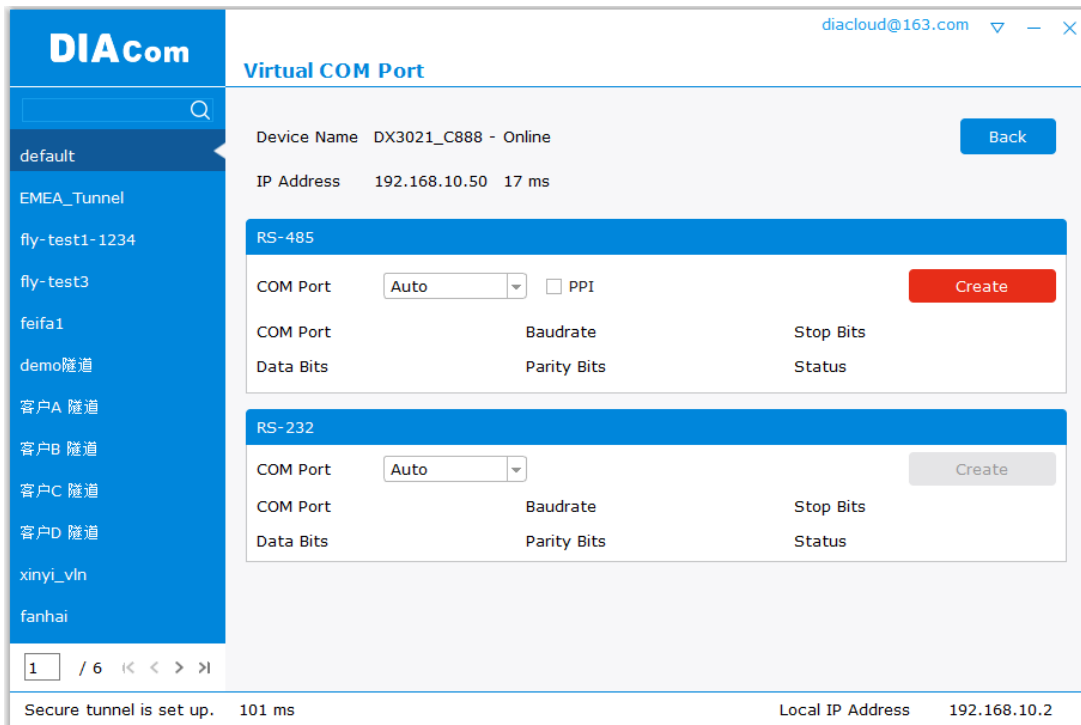 DIACom
diacloud@163.com
Virtual COM Port
default
EMEA_Tunnel
fly-test1-1234
fly-test3
feifa1
demo隧道
客户A 隧道
客户B 隧道
客户C 隧道
客户D 隧道
xinyi_vln
fanhai
1 / 6
Device Name DX3021_C888 - Online
Back
IP Address 192.168.10.50 17 ms
RS-485
COM Port Auto PPI Create
COM Port Baudrate Stop Bits
Data Bits Parity Bits Status
RS-232
COM Port Auto Create
COM Port Baudrate Stop Bits
Data Bits Parity Bits Status
Secure tunnel is set up. 101 ms Local IP Address 192.168.10.2